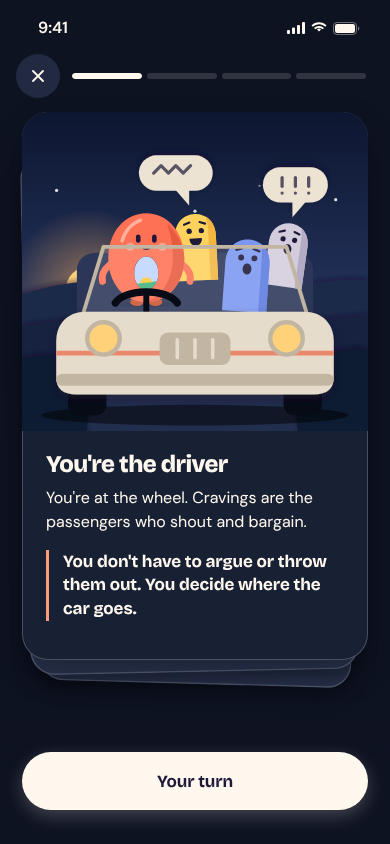 9:41
! ! !
You're the driver
You're at the wheel. Cravings are the
passengers who shout and bargain.
You don't have to argue or throw
them out. You decide where the
car goes.
Your turn